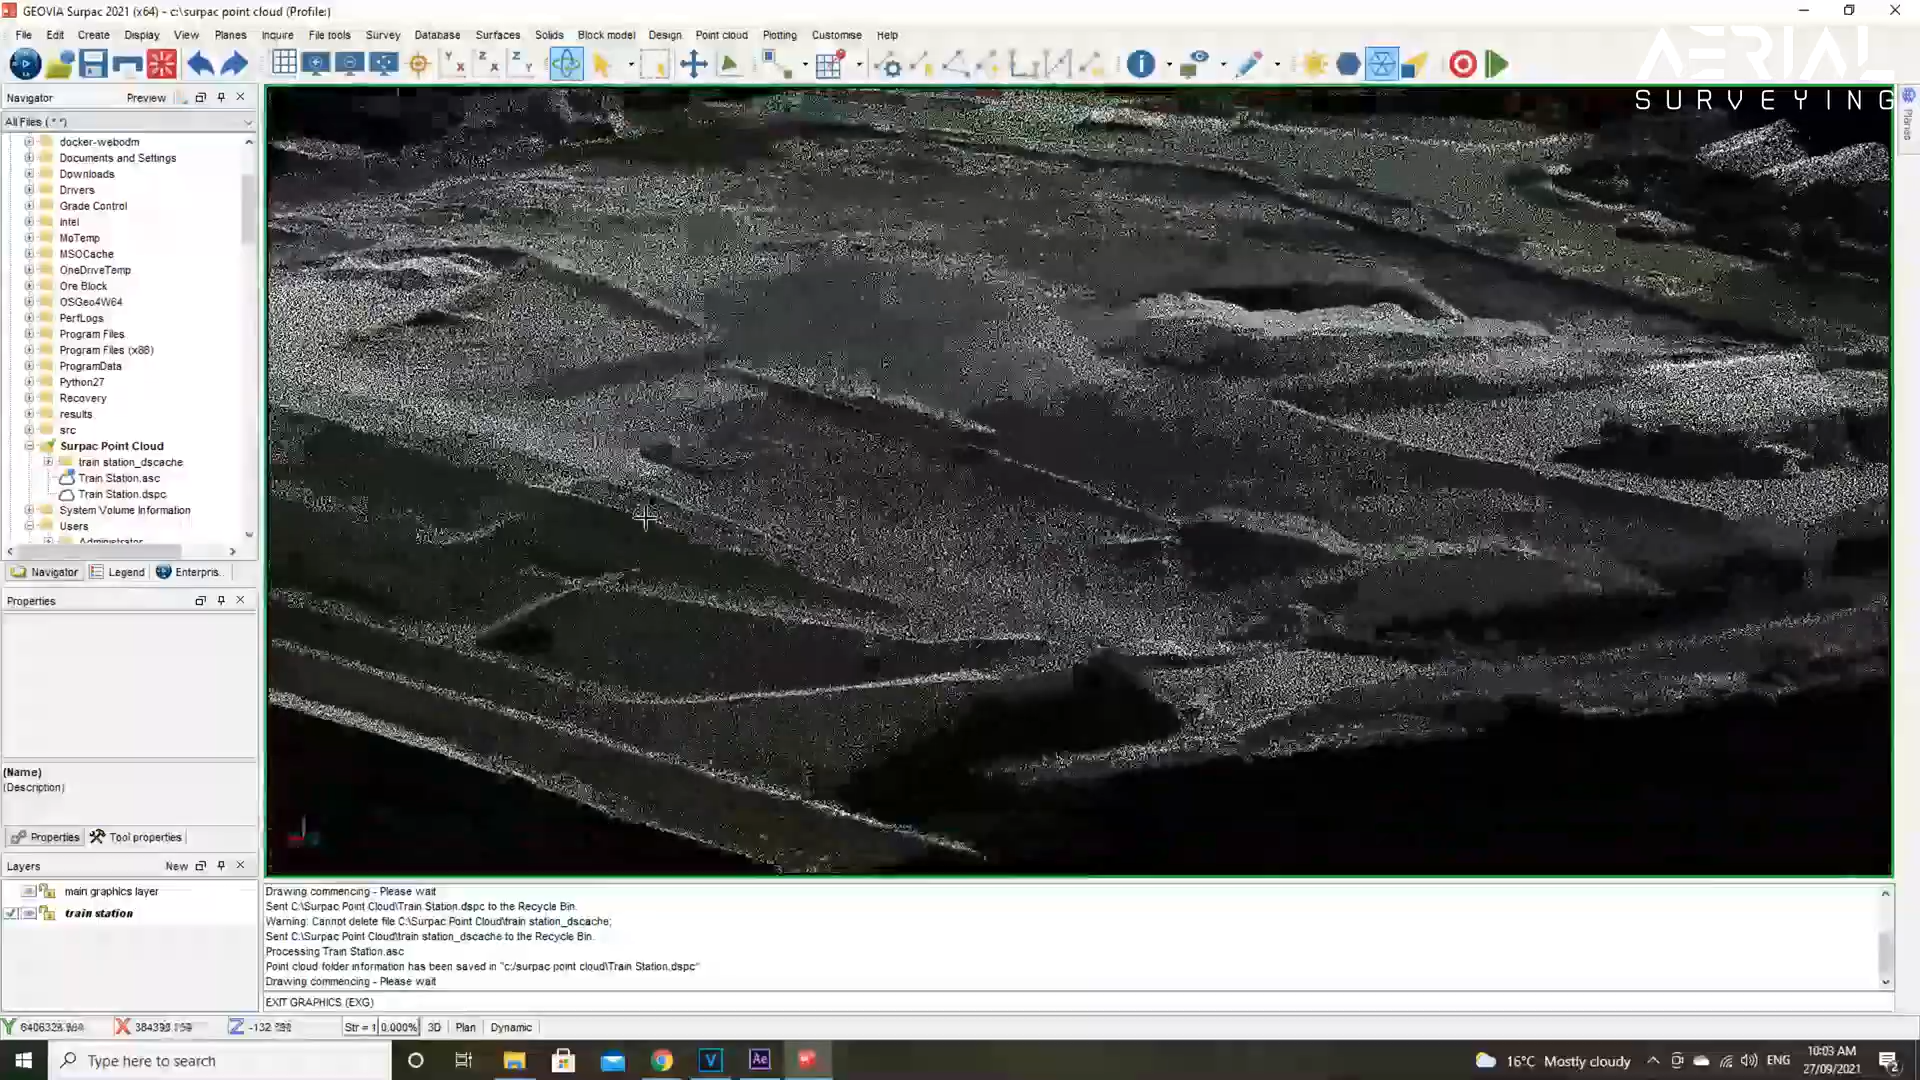 GEOVIA Surpac 2021 (x64) - c:\surpac point cloud (Profile:)
File Edit Create Display View Planes Inquire File tools Survey Database Surfaces Solids Block model Design Point cloud Plotting Customise Help
AERIAL
SURVEYING
Navigator Preview
All Files (*.*)
docker-webodm
Documents and Settings
Downloads
Drivers
Grade Control
Intel
MoTemp
MSOCache
OneDriveTemp
Ore Block
OSGeo4W64
PerfLogs
Program Files
Program Files (x86)
ProgramData
Python27
Recovery
results
src
Surpac Point Cloud
train station_dscache
Train Station.asc
Train Station.dspc
System Volume Information
Users
Administrator
Navigator Legend Enterpris..
Properties
(Name)
(Description)
Properties Tool properties
Layers New
main graphics layer
train station
Planes
Drawing commencing - Please wait
Sent C:\Surpac Point Cloud\Train Station.dspc to the Recycle Bin.
Warning: Cannot delete file C:\Surpac Point Cloud\train station_dscache;
Sent C:\Surpac Point Cloud\train station_dscache to the Recycle Bin.
Processing Train Station.asc
Point cloud folder information has been saved in "c:/surpac point cloud\Train Station.dspc"
Drawing commencing - Please wait
EXIT GRAPHICS (EXG)
Y X Z Str = 1 0.000% 3D Plan Dynamic
Type here to search
16°C Mostly cloudy ENG
10:03 AM
27/09/2021